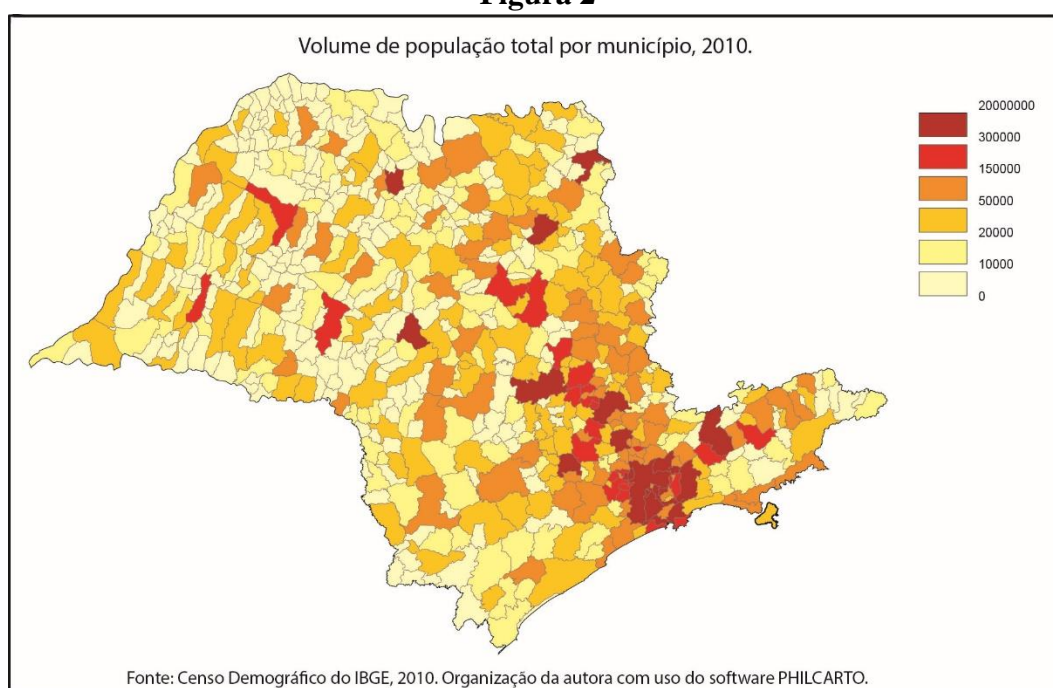 Figura 2
Volume de população total por município, 2010.
20000000
300000
150000
50000
20000
10000
0
Fonte: Censo Demográfico do IBGE, 2010. Organização da autora com uso do software PHILCARTO.